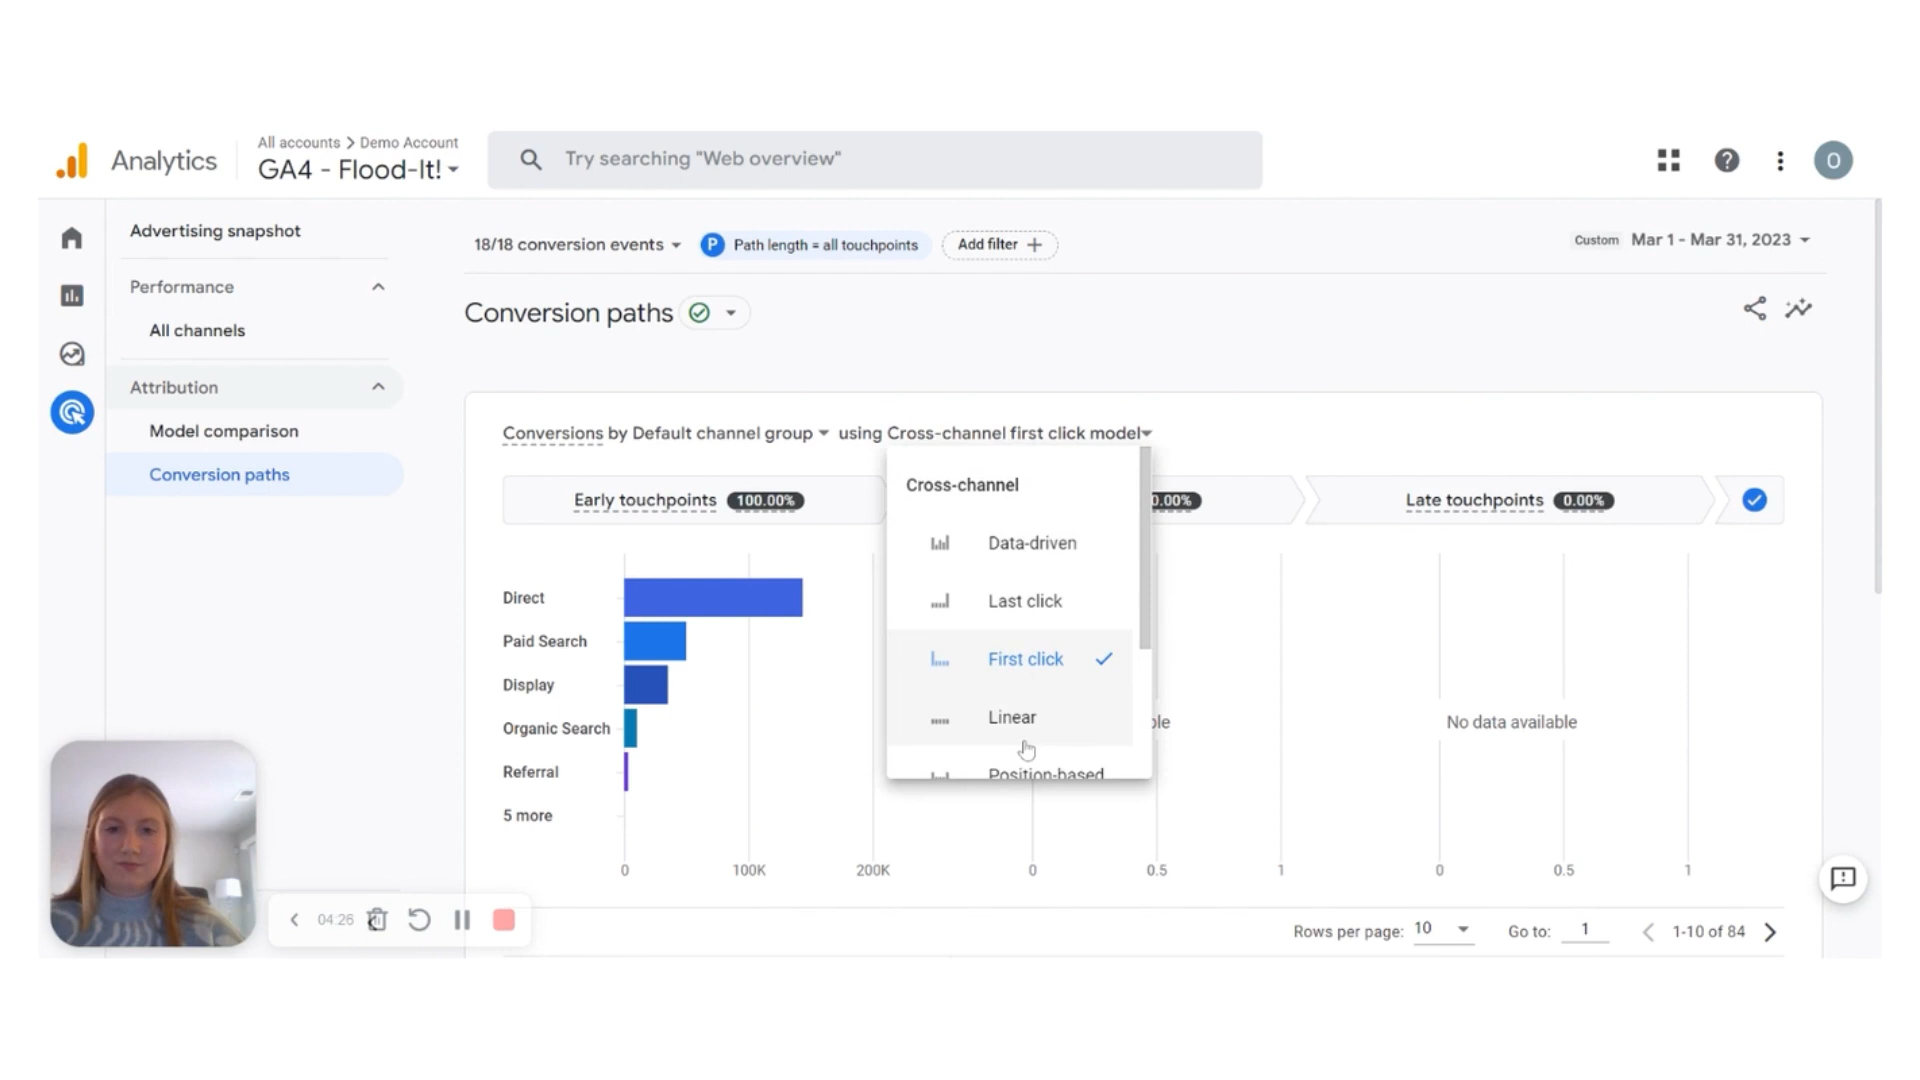 All accounts > Demo Account
Analytics
GA4 - Flood-It!
Try searching "Web overview"
O
Advertising snapshot
Performance
All channels
Attribution
Model comparison
Conversion paths
18/18 conversion events
P Path length = all touchpoints
Add filter +
Custom Mar 1 - Mar 31, 2023
Conversion paths
Conversions by Default channel group using Cross-channel first click model
Early touchpoints 100.00%
0.00%
Late touchpoints 0.00%
Cross-channel
Data-driven
Last click
First click
Linear
Position-based
Direct
Paid Search
Display
Organic Search
Referral
5 more
No data available
0 100K 200K
0 0.5 1
0 0.5 1
04:26
Rows per page: 10
Go to: 1
1-10 of 84